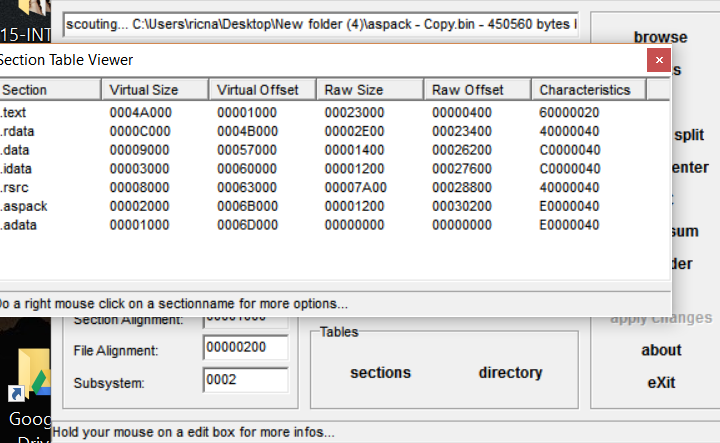 scouting... C:\Users\ricna\Desktop\New folder (4)\aspack - Copy.bin - 450560 bytes
browse
15-INT
Section Table Viewer
×
s
Section Virtual Size Virtual Offset Raw Size Raw Offset Characteristics
.text 0004A000 00001000 00023000 00000400 60000020
.rdata 0000C000 0004B000 00002E00 00023400 40000040
split
.data 00009000 00057000 00001400 00026200 C0000040
.idata 00003000 00060000 00001200 00027600 C0000040
enter
.rsrc 00008000 00063000 00007A00 00028800 40000040
.aspack 00002000 0006B000 00001200 00030200 E0000040
.adata 00001000 0006D000 00000000 00000000 E0000040
sum
der
Do a right mouse click on a sectionname for more options...
Section Alignment: 00001000
apply changes
Tables
File Alignment: 00000200
about
sections directory
Subsystem: 0002
eXit
Goog
Driv
Hold your mouse on a edit box for more infos...